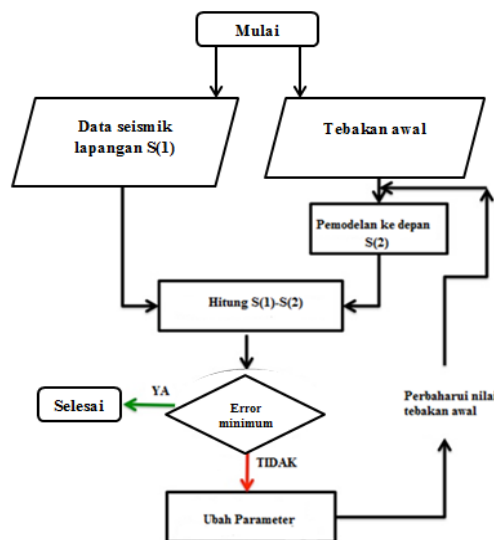 Mulai
Data seismik
lapangan S(1)
Tebakan awal
Pemodelan ke depan
S(2)
Hitung S(1)-S(2)
YA
Selesai
Error
minimum
Perbaharui nilai
tebakan awal
TIDAK
Ubah Parameter